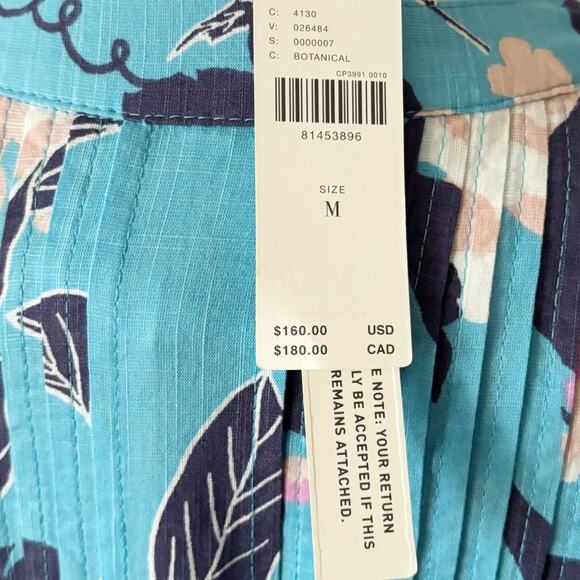 C: 4130
V: 026484
S: 0000007
C: BOTANICAL
CP3991 0010
81453896
SIZE
M
$160.00 USD
$180.00 CAD
E NOTE: YOUR RETURN
LY BE ACCEPTED IF THIS
REMAINS ATTACHED.